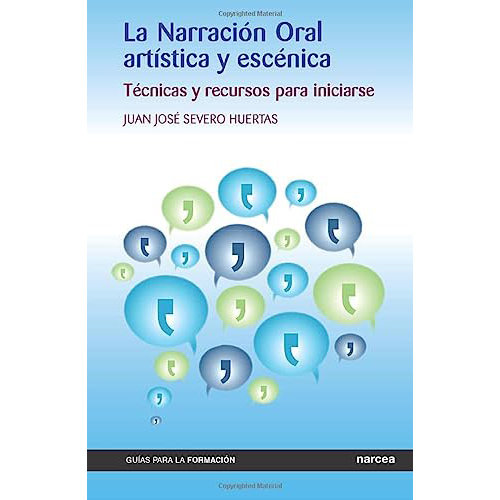 La Narración Oral
artística y escénica
Técnicas y recursos para iniciarse
JUAN JOSÉ SEVERO HUERTAS
GUÍAS PARA LA FORMACIÓN
narcea